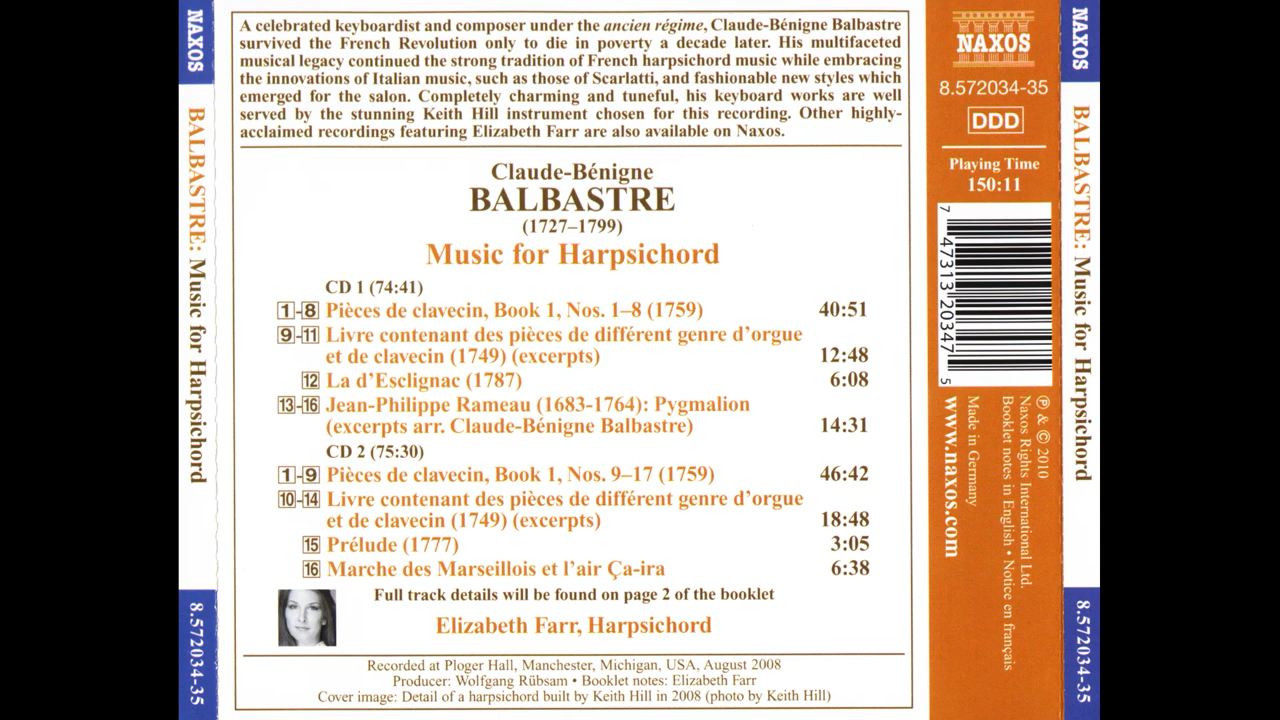 NAXOS
BALBASTRE: Music for Harpsichord
8.572034-35
A celebrated keyboardist and composer under the ancien régime, Claude-Bénigne Balbastre
survived the French Revolution only to die in poverty a decade later. His multifaceted
musical legacy continued the strong tradition of French harpsichord music while embracing
the innovations of Italian music, such as those of Scarlatti, and fashionable new styles which
emerged for the salon. Completely charming and tuneful, his keyboard works are well
served by the stunning Keith Hill instrument chosen for this recording. Other highly-
acclaimed recordings featuring Elizabeth Farr are also available on Naxos.
Claude-Bénigne
BALBASTRE
(1727–1799)
Music for Harpsichord
CD 1 (74:41)
1-8 Pièces de clavecin, Book 1, Nos. 1–8 (1759) 40:51
9-11 Livre contenant des pièces de différent genre d’orgue
et de clavecin (1749) (excerpts) 12:48
12 La d’Esclignac (1787) 6:08
13-16 Jean-Philippe Rameau (1683-1764): Pygmalion
(excerpts arr. Claude-Bénigne Balbastre) 14:31
CD 2 (75:30)
1-9 Pièces de clavecin, Book 1, Nos. 9–17 (1759) 46:42
10-14 Livre contenant des pièces de différent genre d’orgue
et de clavecin (1749) (excerpts) 18:48
15 Prélude (1777) 3:05
16 Marche des Marseillois et l’air Ça-ira 6:38
Full track details will be found on page 2 of the booklet
Elizabeth Farr, Harpsichord
Recorded at Ploger Hall, Manchester, Michigan, USA, August 2008
Producer: Wolfgang Rübsam • Booklet notes: Elizabeth Farr
Cover image: Detail of a harpsichord built by Keith Hill in 2008 (photo by Keith Hill)
NAXOS
8.572034-35
DDD
Playing Time
150:11
7 47313 20347 5
℗ & © 2010
Naxos Rights International Ltd.
Booklet notes in English • Notice en français
Made in Germany
www.naxos.com
NAXOS
BALBASTRE: Music for Harpsichord
8.572034-35